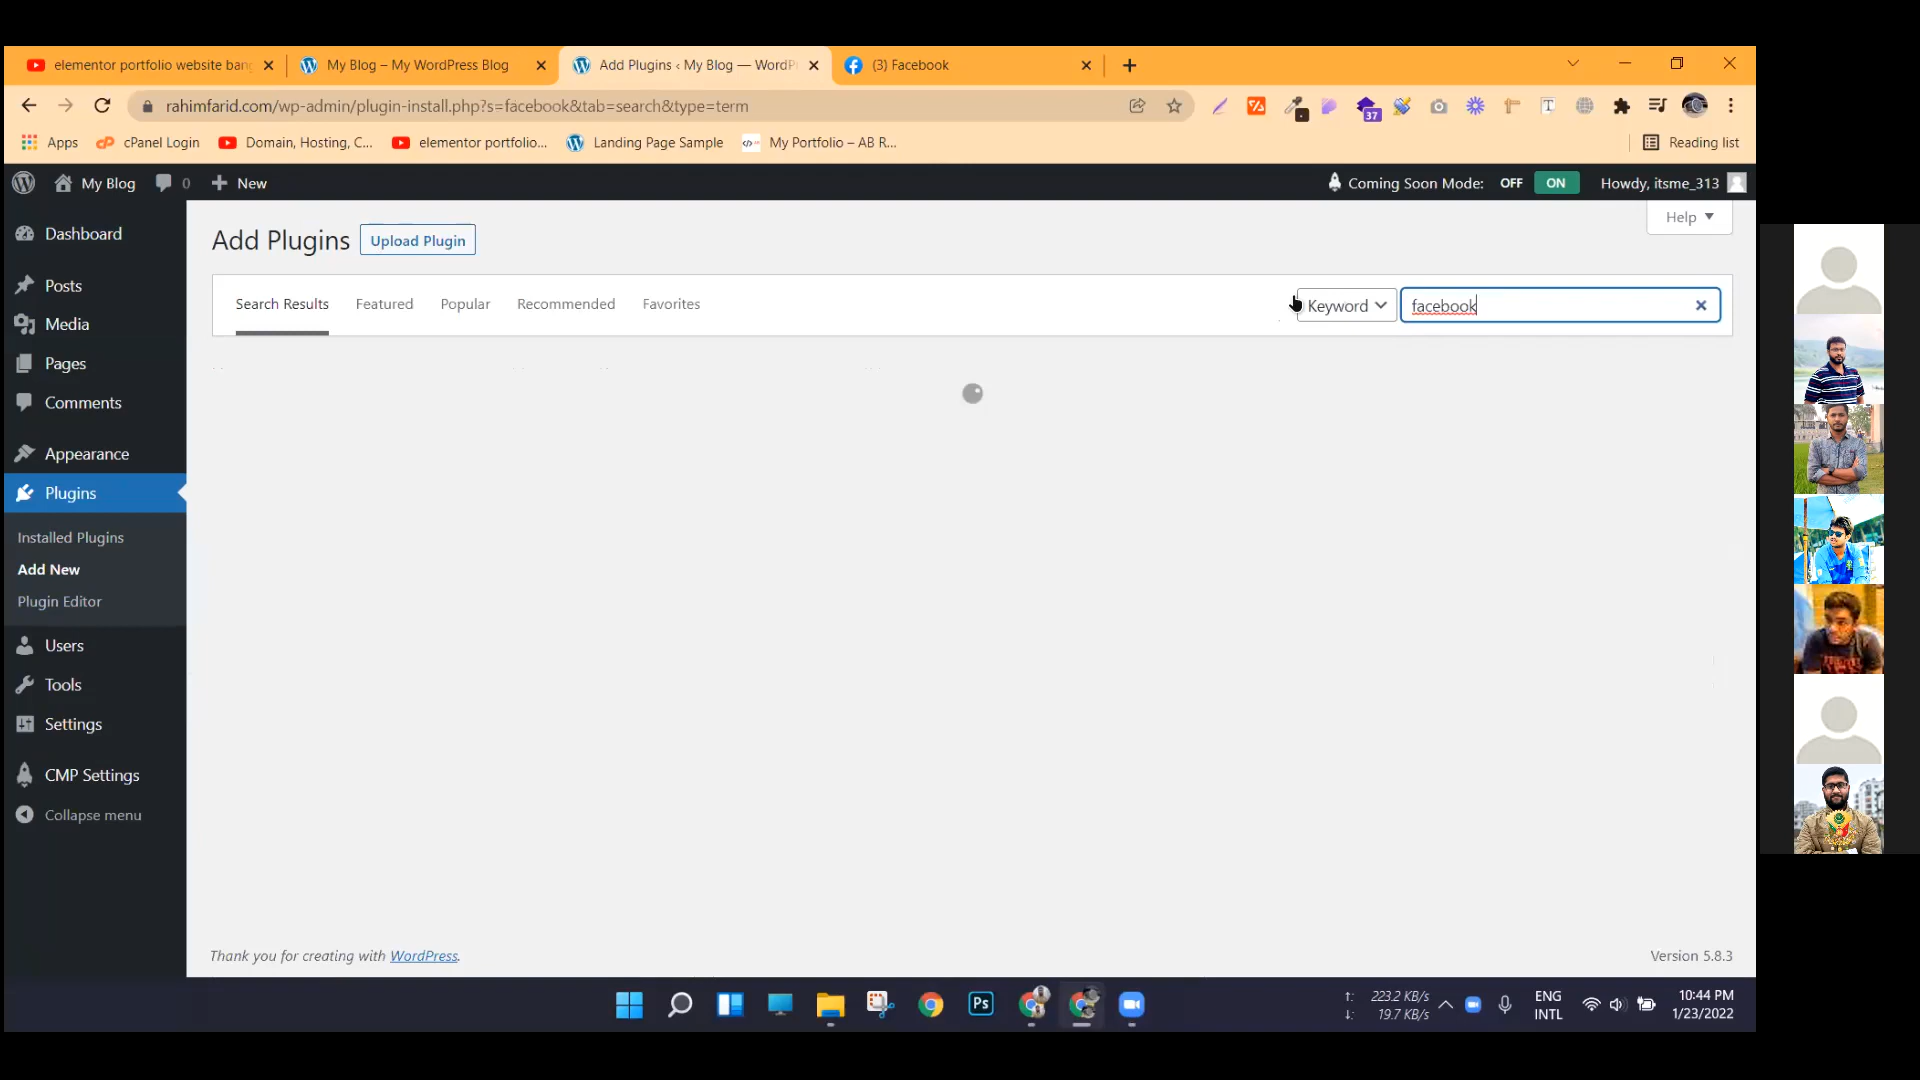 elementor portfolio website bang
My Blog – My WordPress Blog
Add Plugins ‹ My Blog — WordP
(3) Facebook
rahimfarid.com/wp-admin/plugin-install.php?s=facebook&tab=search&type=term
37
Apps
cPanel Login
Domain, Hosting, C...
elementor portfolio...
Landing Page Sample
My Portfolio – AB R...
Reading list
My Blog
0
New
Coming Soon Mode:
OFF
ON
Howdy, itsme_313
Dashboard
Posts
Media
Pages
Comments
Appearance
Plugins
Installed Plugins
Add New
Plugin Editor
Users
Tools
Settings
CMP Settings
Collapse menu
Add Plugins
Upload Plugin
Help
Search Results
Featured
Popular
Recommended
Favorites
Keyword
facebook
Thank you for creating with WordPress.
Version 5.8.3
Ps
↑: 223.2 KB/s
↓: 19.7 KB/s
ENG
INTL
10:44 PM
1/23/2022